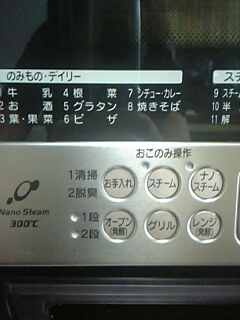 のみもの・デイリー
牛 乳 4 根 菜 7 シチュー・カレー 9 スチーム
2 お 酒 5 グラタン 8 焼きそば 10 半
3 葉・果菜 6 ピ ザ 11 解
おこのみ操作
1清掃
2脱臭
お手入れ
スチーム
ナノスチーム
Nano Steam
300℃
1段
2段
オーブン
(発酵)
グリル
レンジ
(発酵)